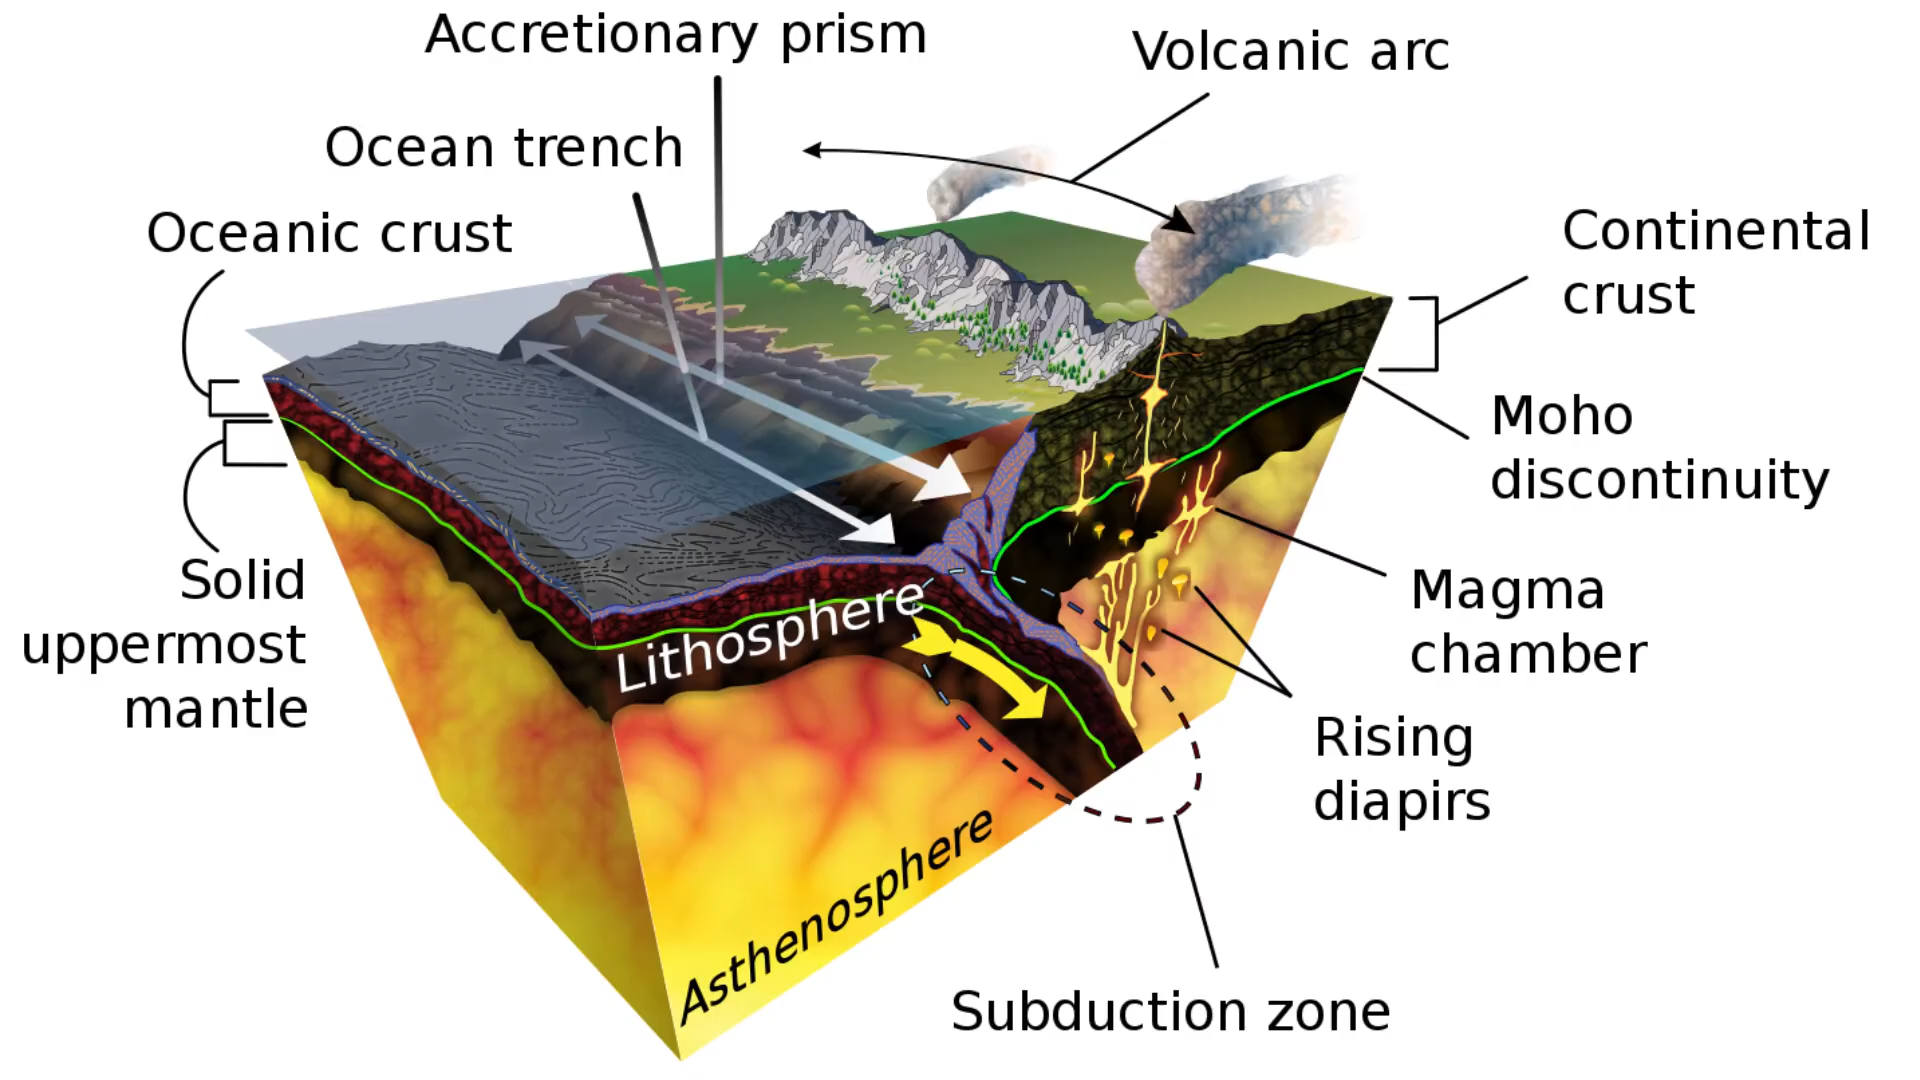 Accretionary prism
Volcanic arc
Ocean trench
Oceanic crust
Continental
crust
Moho
discontinuity
Solid
uppermost
mantle
Lithosphere
Magma
chamber
Rising
diapirs
Asthenosphere
Subduction zone